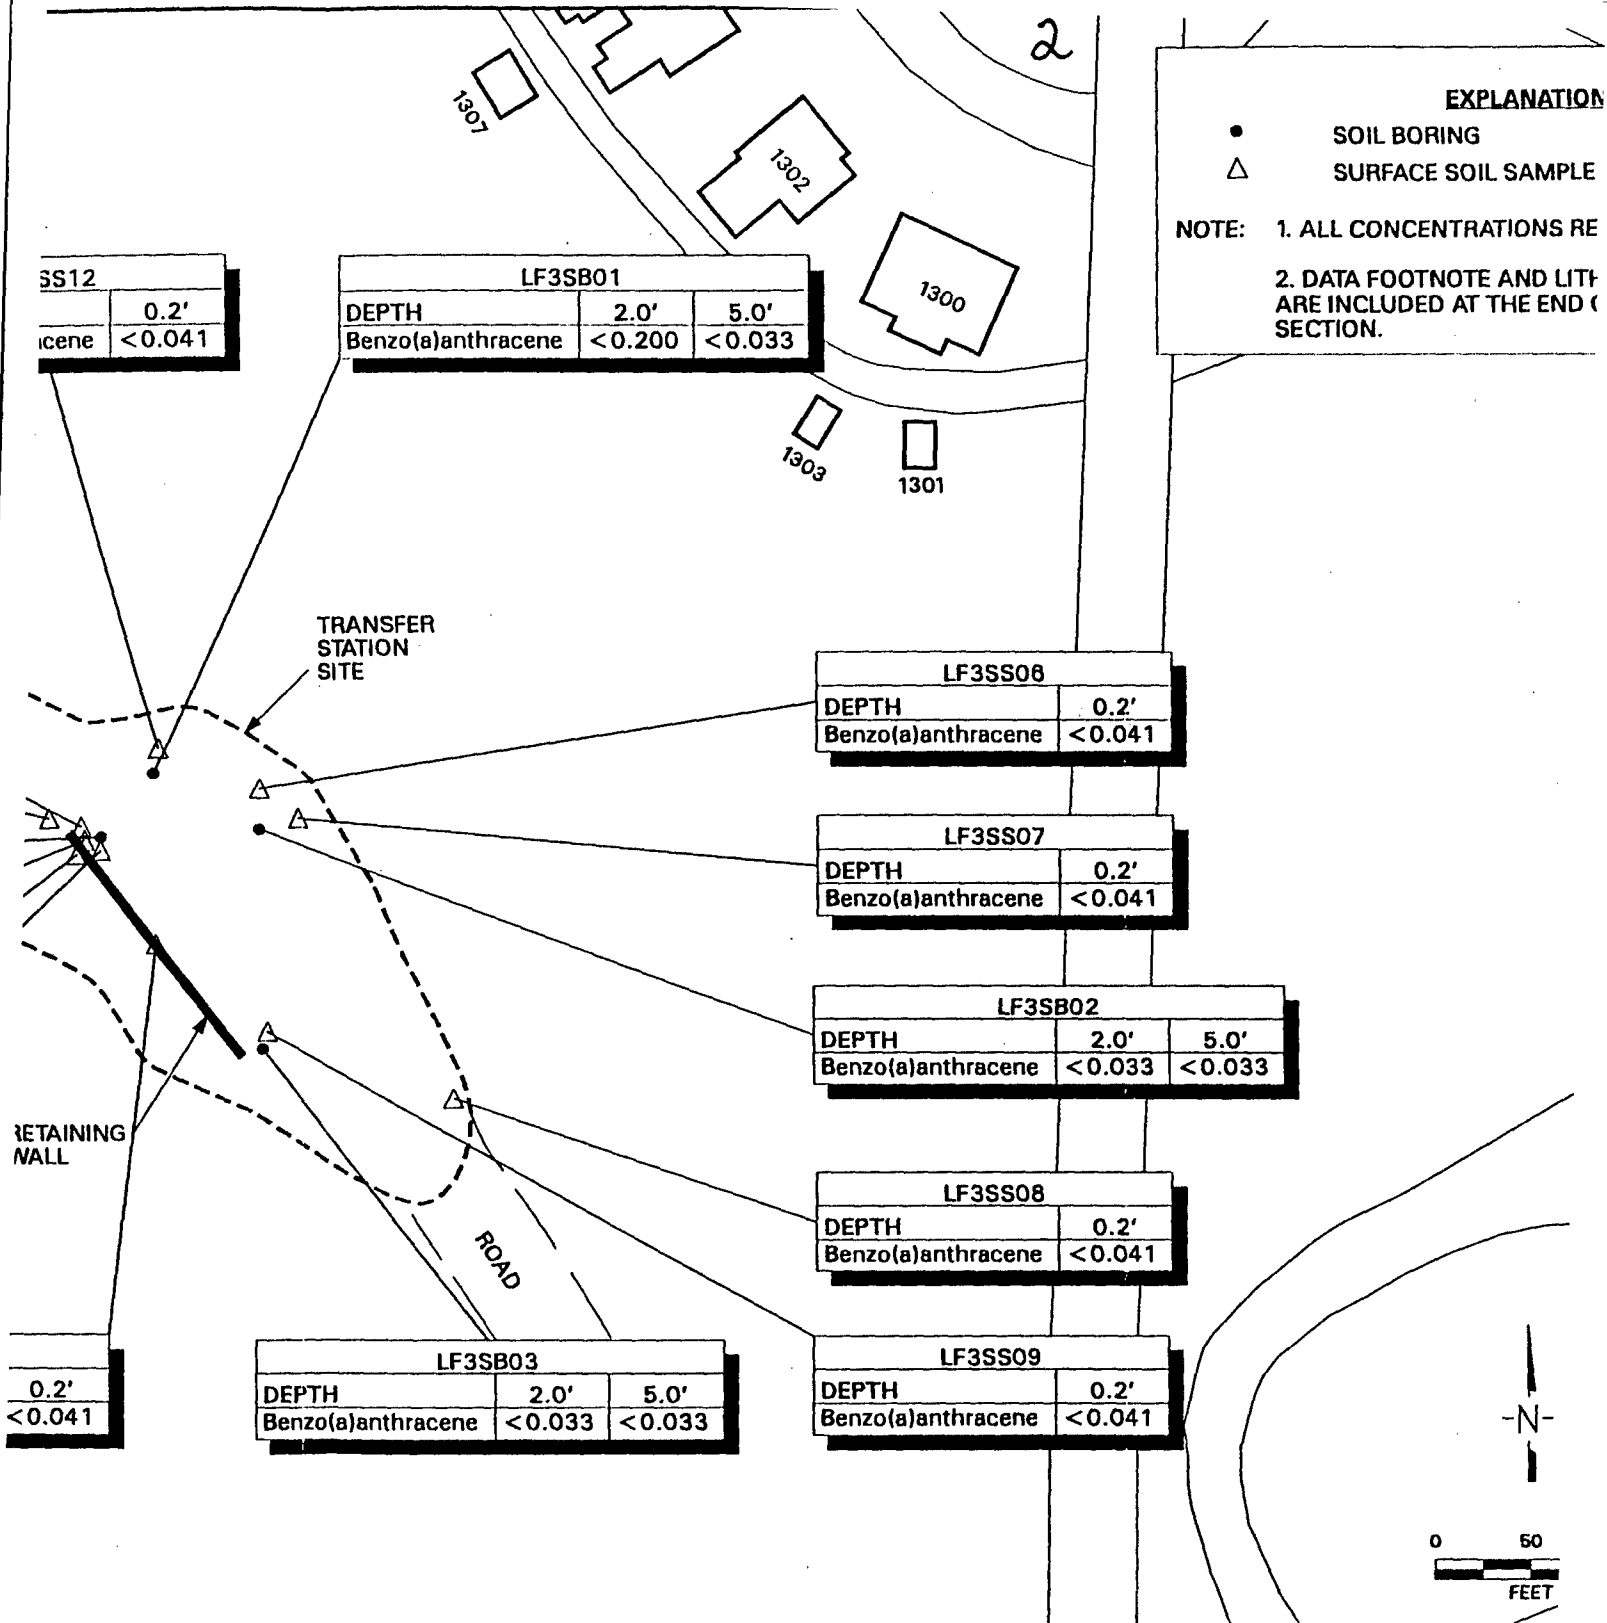 2
EXPLANATION
SOIL BORING
SURFACE SOIL SAMPLE
NOTE: 1. ALL CONCENTRATIONS RE
2. DATA FOOTNOTE AND LITH
ARE INCLUDED AT THE END
SECTION.
1307
1302
1300
1303
1301
SS12
0.2'
acene <0.041
LF3SB01
DEPTH 2.0' 5.0'
Benzo(a)anthracene <0.200 <0.033
TRANSFER
STATION
SITE
LF3SS06
DEPTH 0.2'
Benzo(a)anthracene <0.041
LF3SS07
DEPTH 0.2'
Benzo(a)anthracene <0.041
LF3SB02
DEPTH 2.0' 5.0'
Benzo(a)anthracene <0.033 <0.033
RETAINING
WALL
LF3SS08
DEPTH 0.2'
Benzo(a)anthracene <0.041
ROAD
0.2'
<0.041
LF3SB03
DEPTH 2.0' 5.0'
Benzo(a)anthracene <0.033 <0.033
LF3SS09
DEPTH 0.2'
Benzo(a)anthracene <0.041
-N-
0 50
FEET